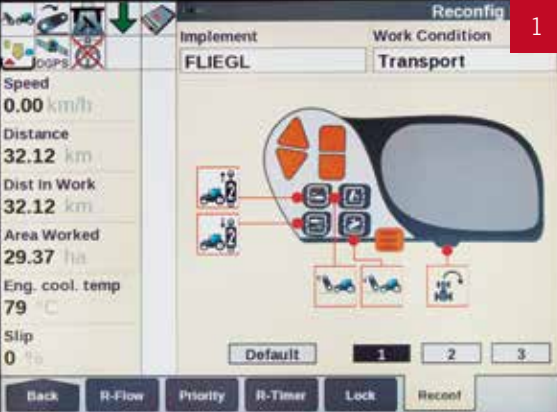 Reconfig
1
DGPS
Implement
Work Condition
FLIEGL
Transport
Speed
0.00 km/h
Distance
32.12 km
Dist In Work
32.12 km
Area Worked
29.37 ha
Eng. cool. temp
79 °C
Slip
0 %
Default
1
2
3
Back
R-Flow
Priority
R-Timer
Lock
Reconf